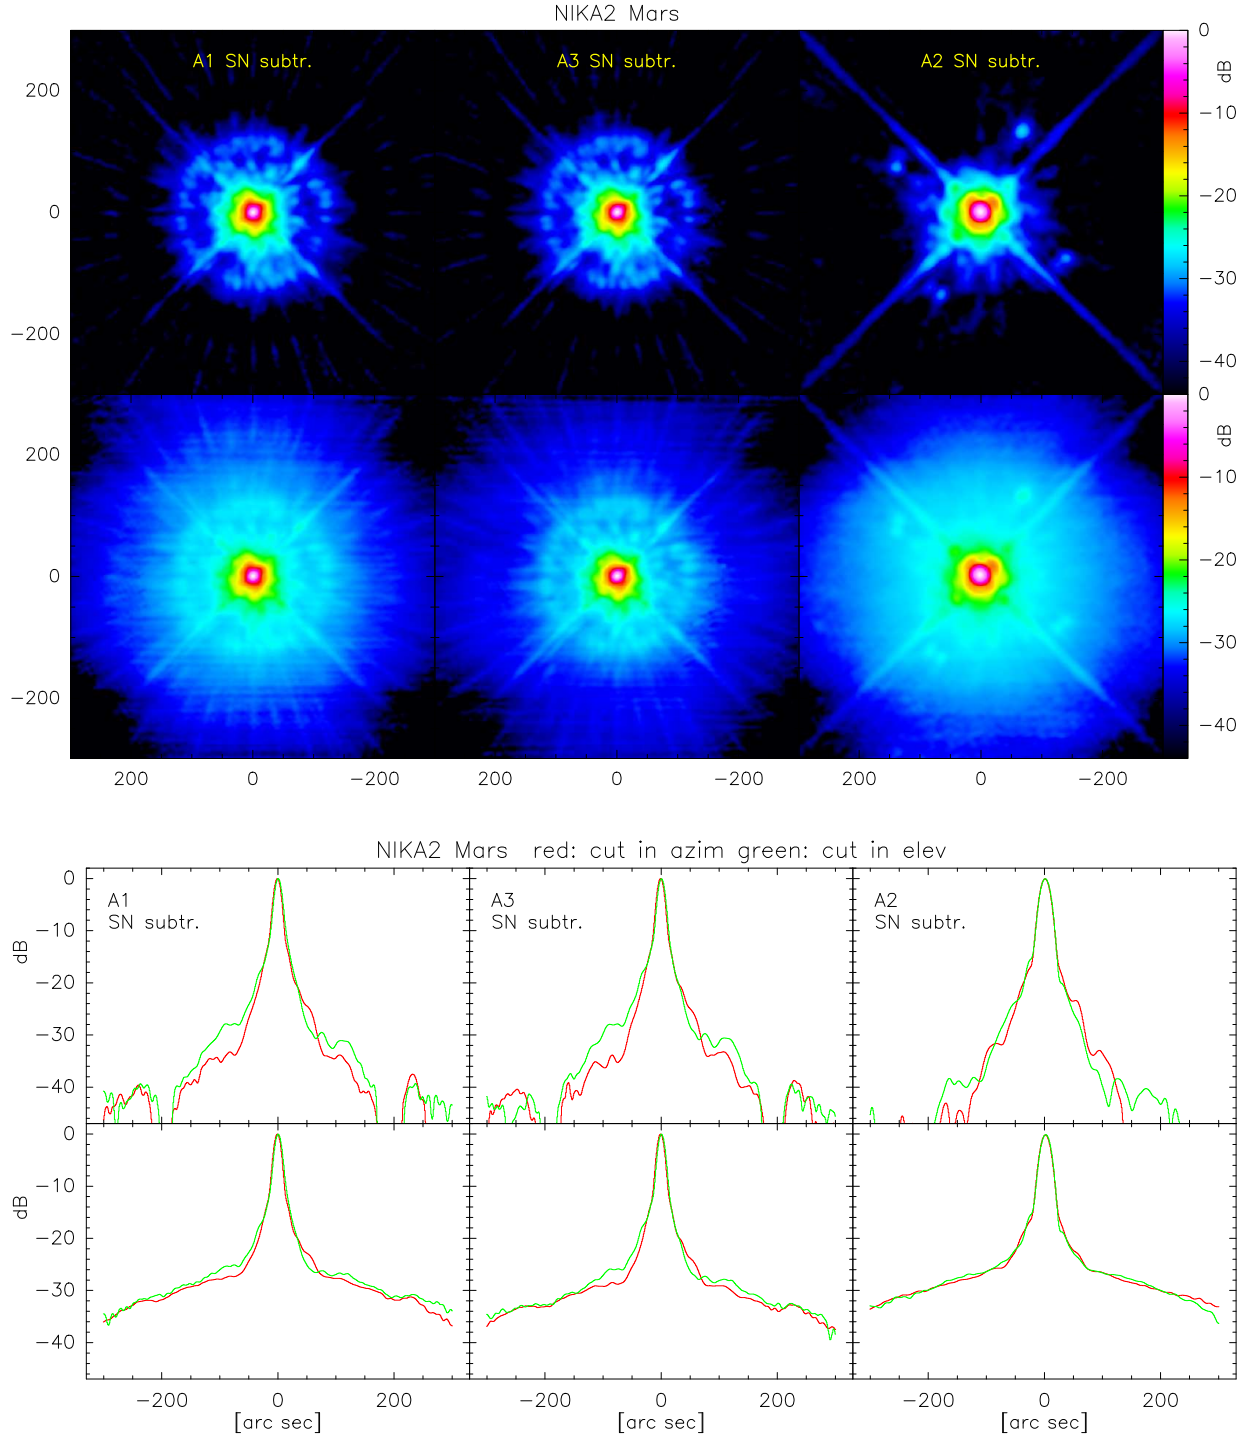 NIKA2 Mars
A1 SN subtr. A3 SN subtr. A2 SN subtr.
0
dB
-10
-20
-30
-40
200
0
-200
0
dB
-10
-20
-30
-40
200
0
-200
200 0 -200 200 0 -200 200 0 -200
NIKA2 Mars red: cut in azim green: cut in elev
A1
SN subtr.
A3
SN subtr.
A2
SN subtr.
0
-10
-20
-30
-40
dB
0
-10
-20
-30
-40
dB
-200 0 200 -200 0 200 -200 0 200
[arc sec] [arc sec] [arc sec]